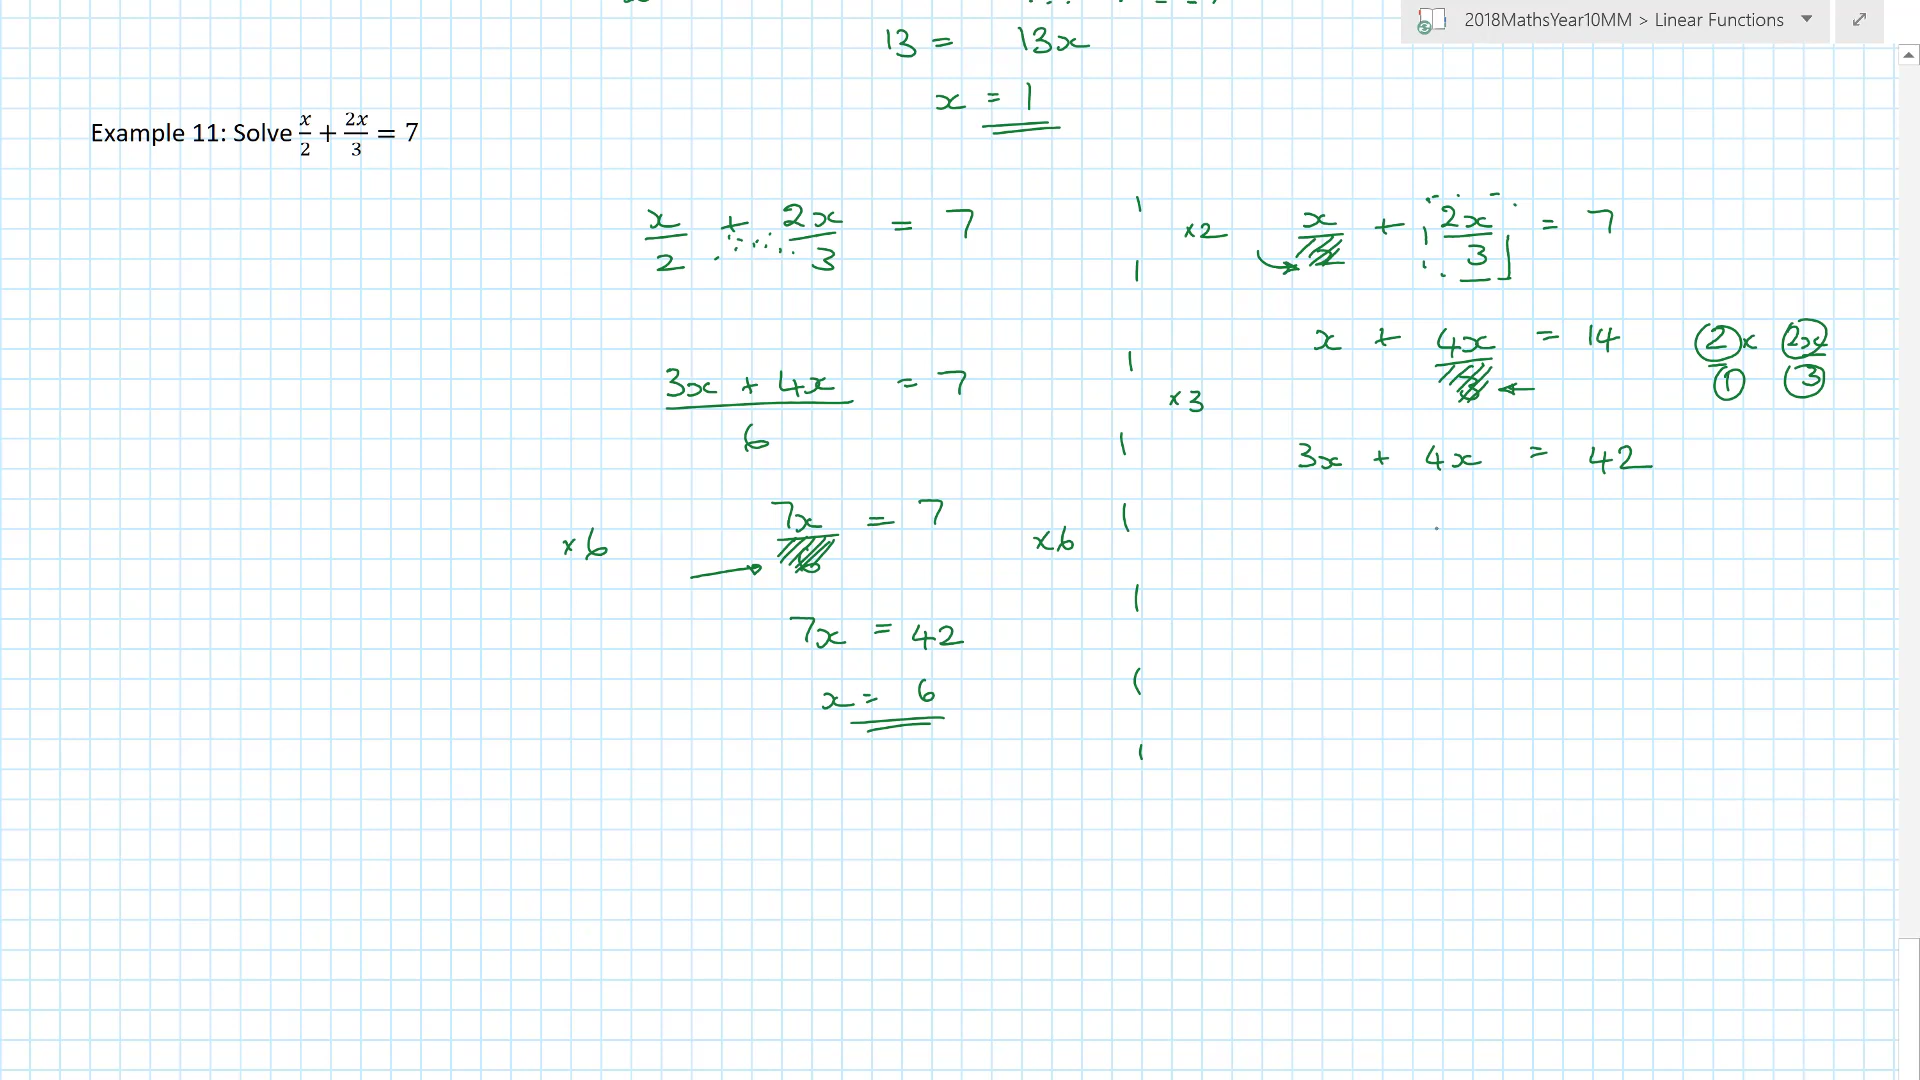 2018MathsYear10MM > Linear Functions
13 = 13x
x = 1
Example 11: Solve x/2 + 2x/3 = 7
x/2 + 2x/3 = 7
3x + 4x / 6 = 7
×6 7x/6 = 7 ×6
7x = 42
x = 6
×2 x/2 + 2x/3 = 7
x + 4x/3 = 14 2/1 × 2x/3
×3
3x + 4x = 42